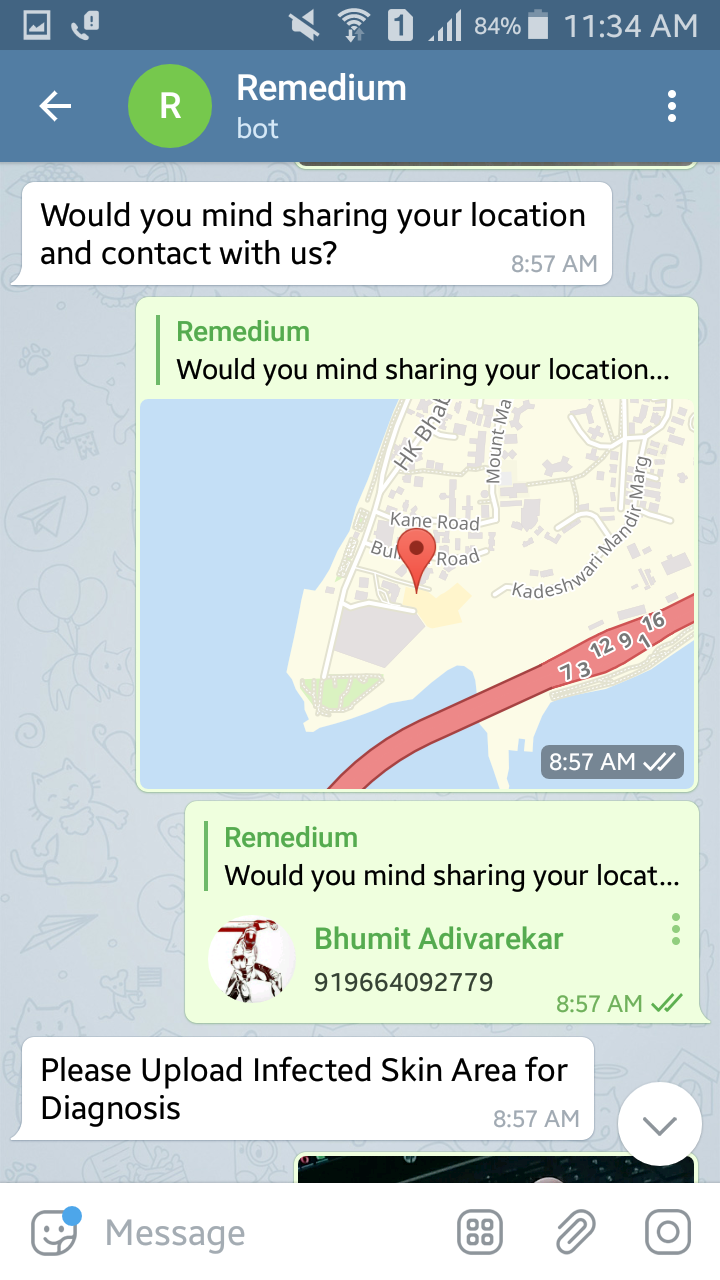 1
84%
11:34 AM
R
Remedium
bot
Would you mind sharing your location
and contact with us?
8:57 AM
Remedium
Would you mind sharing your location...
HK Bhab
Mount Ma
Kane Road
Bul
Road
Kadeshwari Mandir Marg
7 3 12 9 1 16
8:57 AM
Remedium
Would you mind sharing your locat...
Bhumit Adivarekar
919664092779
8:57 AM
Please Upload Infected Skin Area for
Diagnosis
8:57 AM
Message